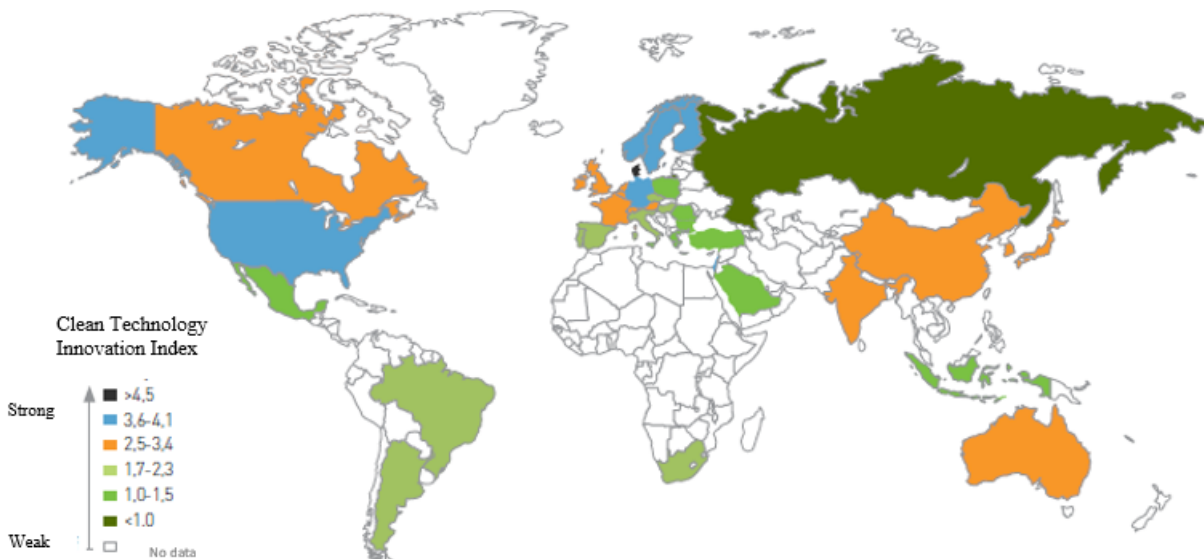 Clean Technology
Innovation Index
Strong
>4,5
3,6-4,1
2,5-3,4
1,7-2,3
1,0-1,5
<1.0
Weak
No data